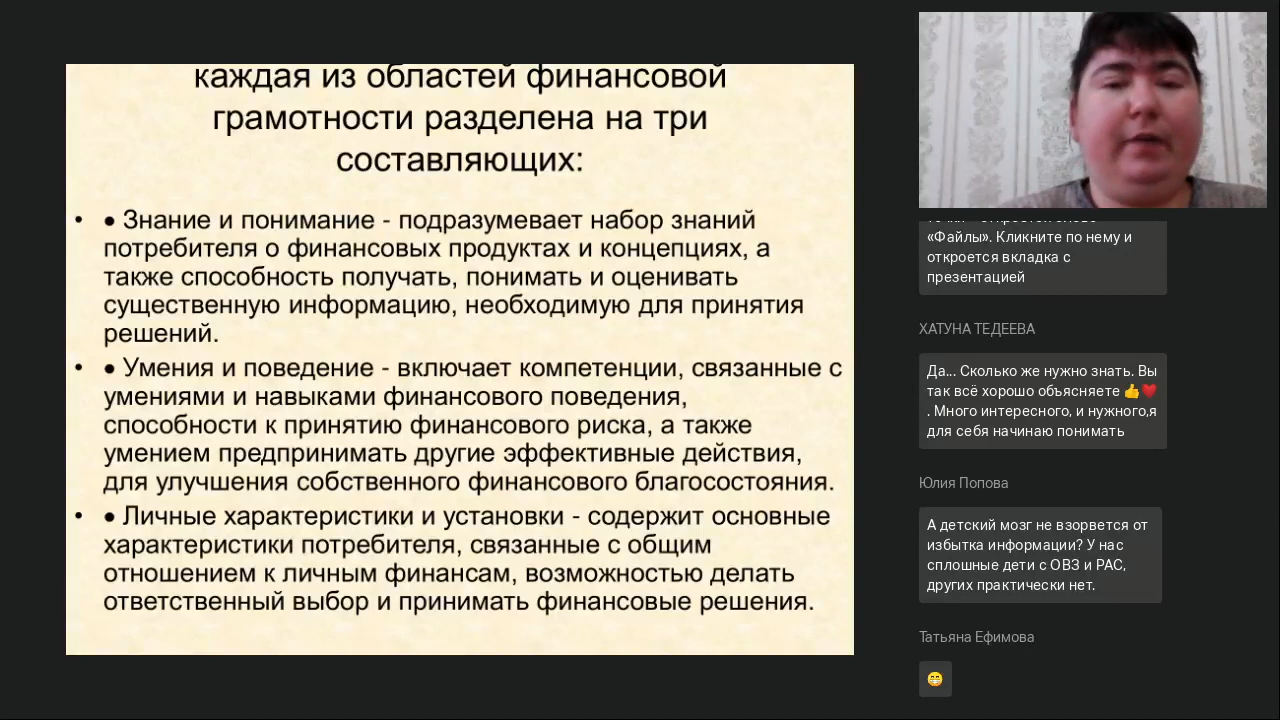 каждая из областей финансовой
грамотности разделена на три
составляющих:
• • Знание и понимание - подразумевает набор знаний
потребителя о финансовых продуктах и концепциях, а
также способность получать, понимать и оценивать
существенную информацию, необходимую для принятия
решений.
• • Умения и поведение - включает компетенции, связанные с
умениями и навыками финансового поведения,
способности к принятию финансового риска, а также
умением предпринимать другие эффективные действия,
для улучшения собственного финансового благосостояния.
• • Личные характеристики и установки - содержит основные
характеристики потребителя, связанные с общим
отношением к личным финансам, возможностью делать
ответственный выбор и принимать финансовые решения.
«Файлы». Кликните по нему и
откроется вкладка с
презентацией
ХАТУНА ТЕДЕЕВА
Да... Сколько же нужно знать. Вы
так всё хорошо объясняете 👍❤️
. Много интересного, и нужного,я
для себя начинаю понимать
Юлия Попова
А детский мозг не взорвется от
избытка информации? У нас
сплошные дети с ОВЗ и РАС,
других практически нет.
Татьяна Ефимова
😁